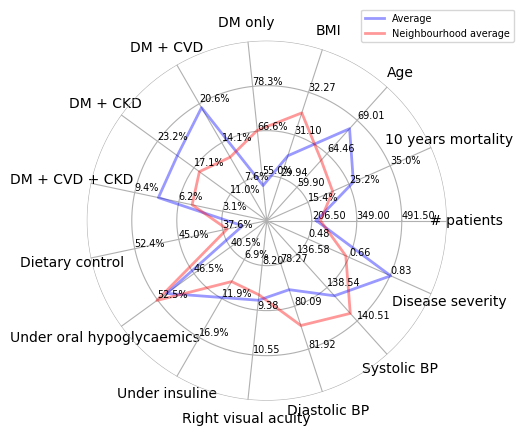 Average
Neighbourhood average
DM only
BMI
Age
10 years mortality
# patients
Disease severity
Systolic BP
Diastolic BP
Right visual acuity
Under insuline
Under oral hypoglycaemics
Dietary control
DM + CVD + CKD
DM + CKD
DM + CVD
206.50
349.00
491.50
15.4%
25.2%
35.0%
59.90
64.46
69.01
29.94
31.10
32.27
55.0%
66.6%
78.3%
7.6%
14.1%
20.6%
11.0%
17.1%
23.2%
3.1%
6.2%
9.4%
37.6%
45.0%
52.4%
40.5%
46.5%
52.5%
6.9%
11.9%
16.9%
8.20
9.38
10.55
78.27
80.09
81.92
136.58
138.54
140.51
0.48
0.66
0.83